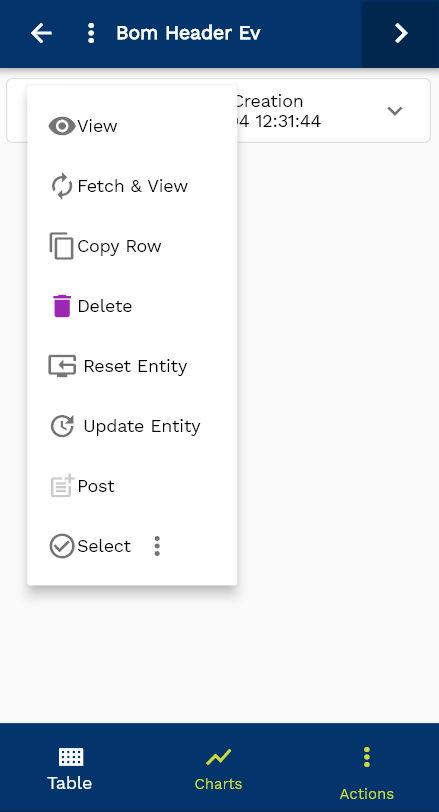 Bom Header Ev
Creation
04 12:31:44
View
Fetch & View
Copy Row
Delete
Reset Entity
Update Entity
Post
Select
Table
Charts
Actions